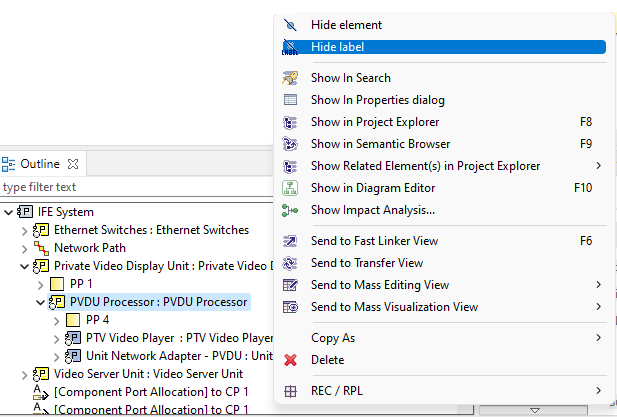 Hide element
LABEL Hide label
Show In Search
Show In Properties dialog
Show in Project Explorer F8
Show in Semantic Browser F9
Show Related Element(s) in Project Explorer
Show in Diagram Editor F10
Show Impact Analysis...
Send to Fast Linker View F6
Send to Transfer View
Send to Mass Editing View
Send to Mass Visualization View
Copy As
Delete
REC / RPL
Outline
type filter text
IFE System
Ethernet Switches : Ethernet Switches
Network Path
Private Video Display Unit : Private Video
PP 1
PVDU Processor : PVDU Processor
PP 4
PTV Video Player : PTV Video Player
Unit Network Adapter - PVDU : Unit
Video Server Unit : Video Server Unit
[Component Port Allocation] to CP 1
[Component Port Allocation] to CP 1